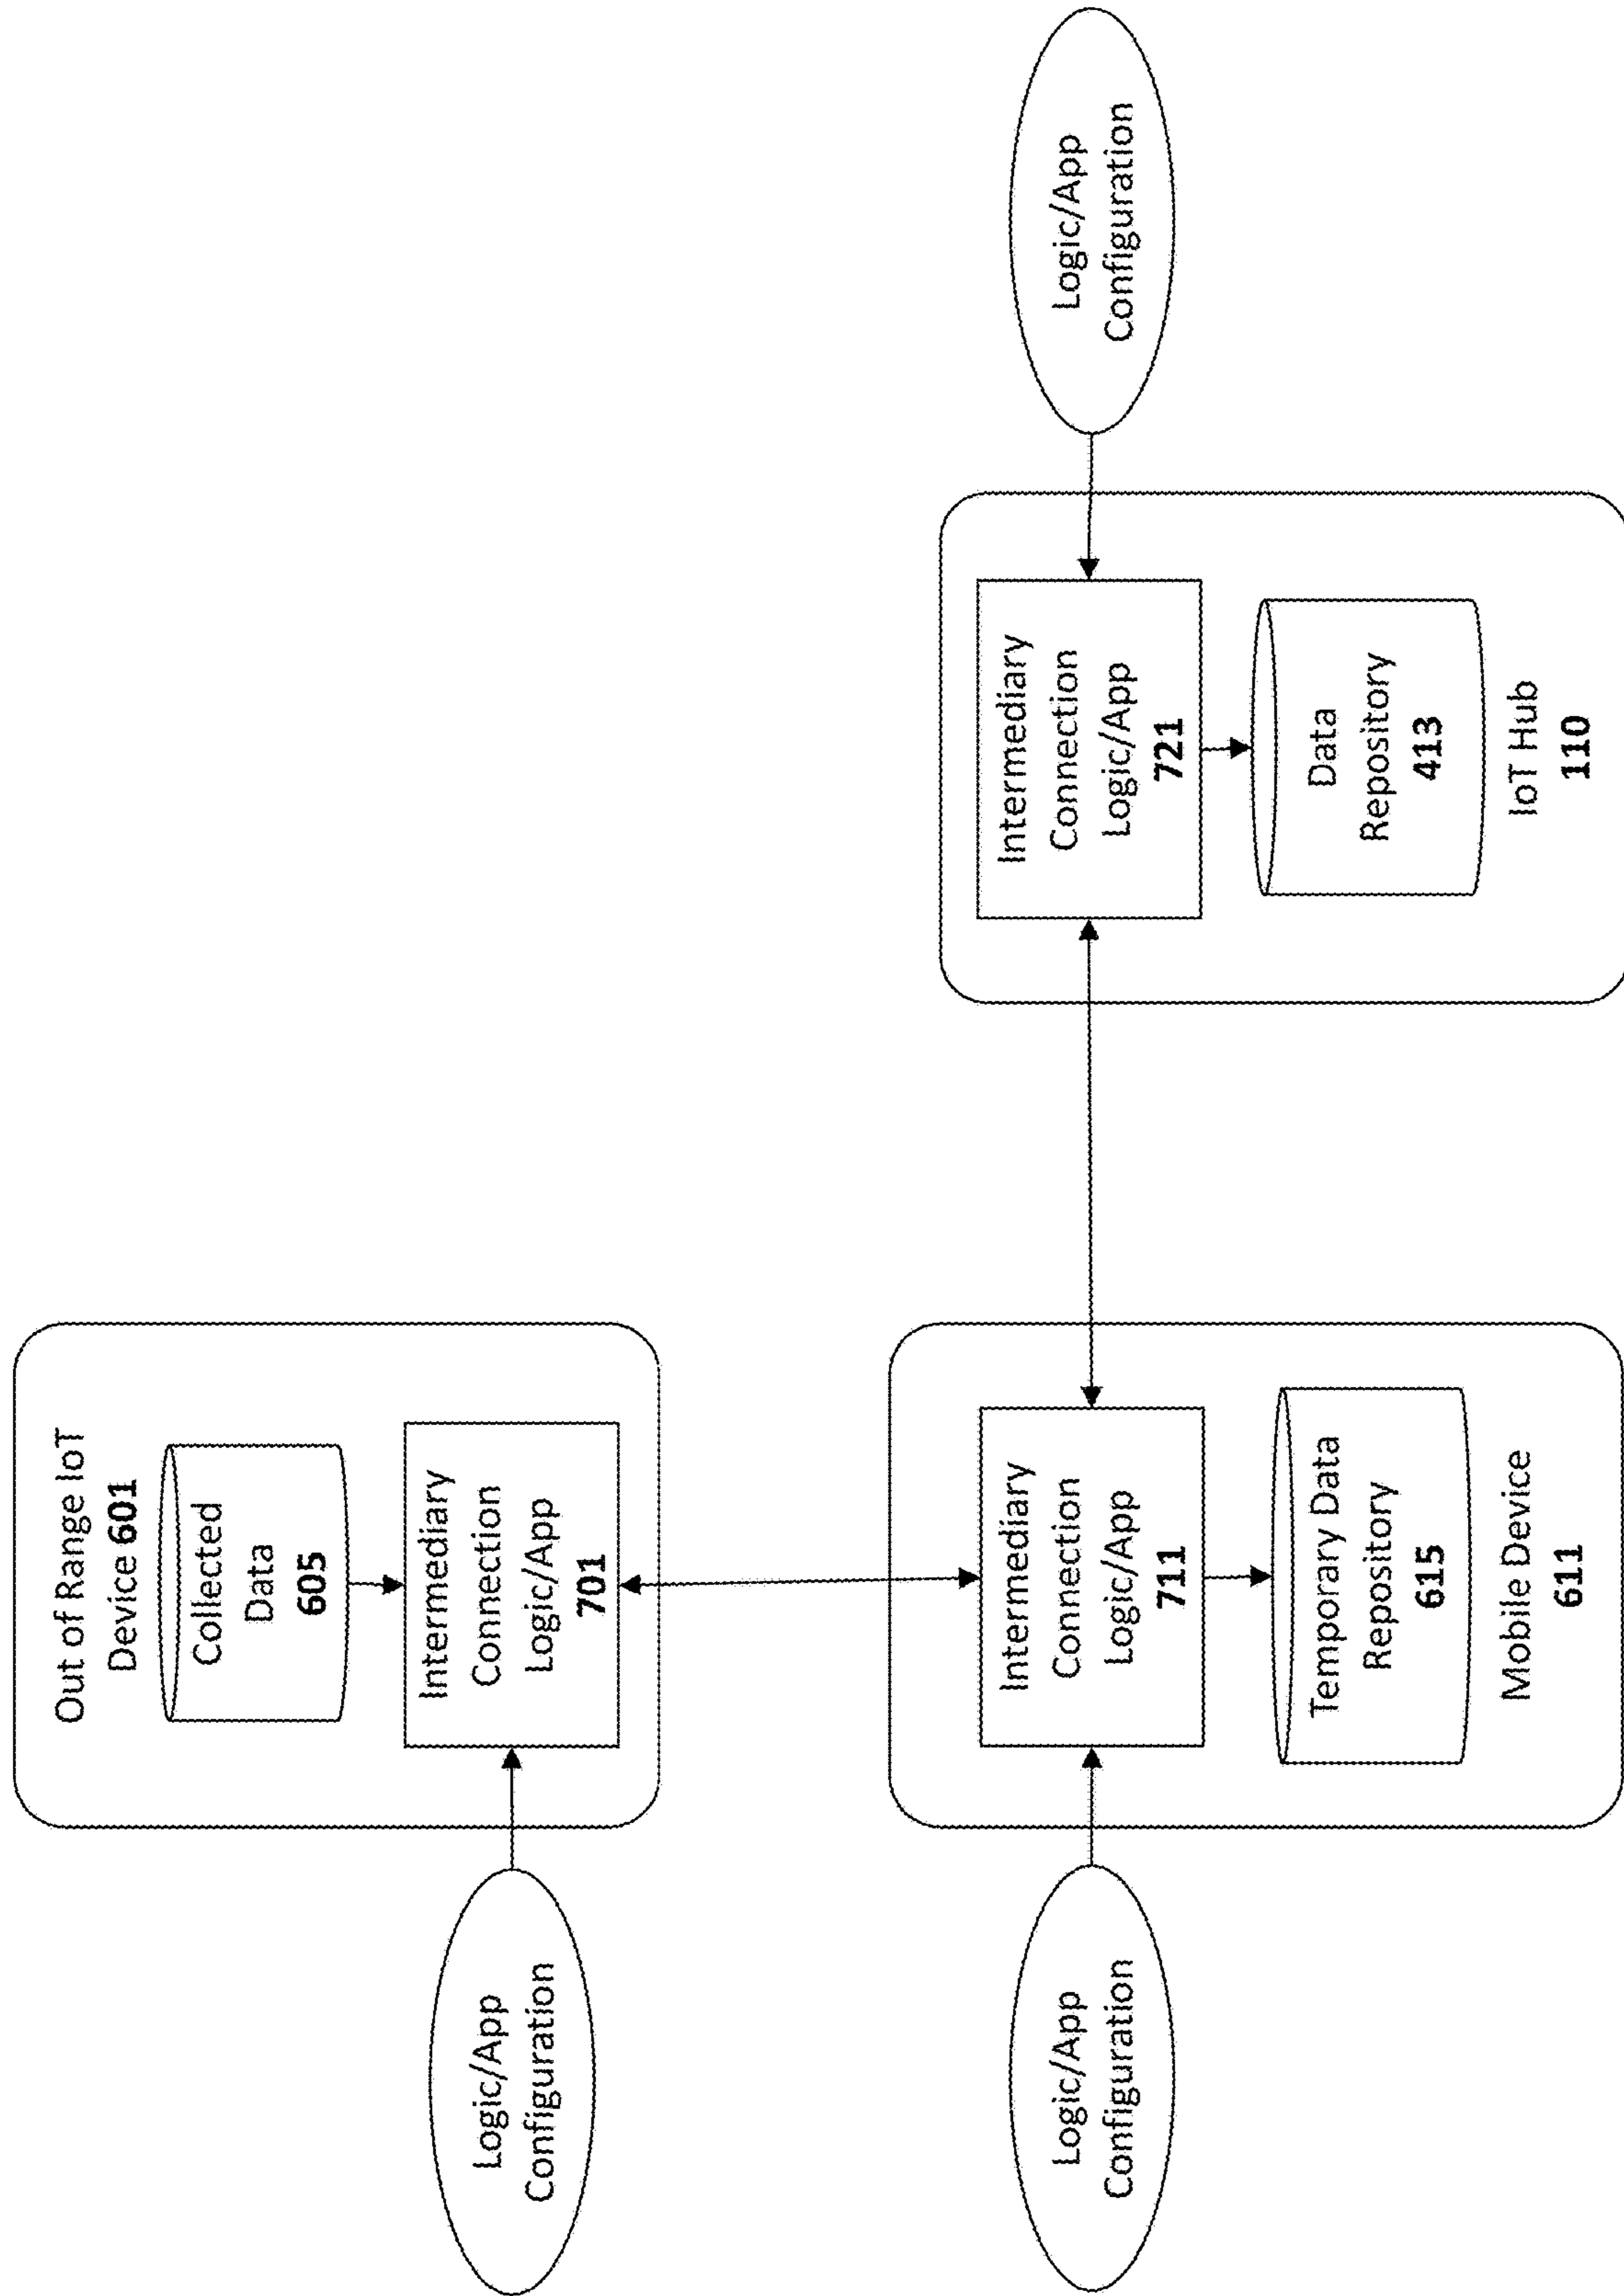 Out of Range IoT
Device 601
Collected
Data
605
Intermediary
Connection
Logic/App
701
Logic/App
Configuration
Logic/App
Configuration
Intermediary
Connection
Logic/App
711
Temporary Data
Repository
615
Mobile Device
611
Intermediary
Connection
Logic/App
721
Data
Repository
413
IoT Hub
110
Logic/App
Configuration